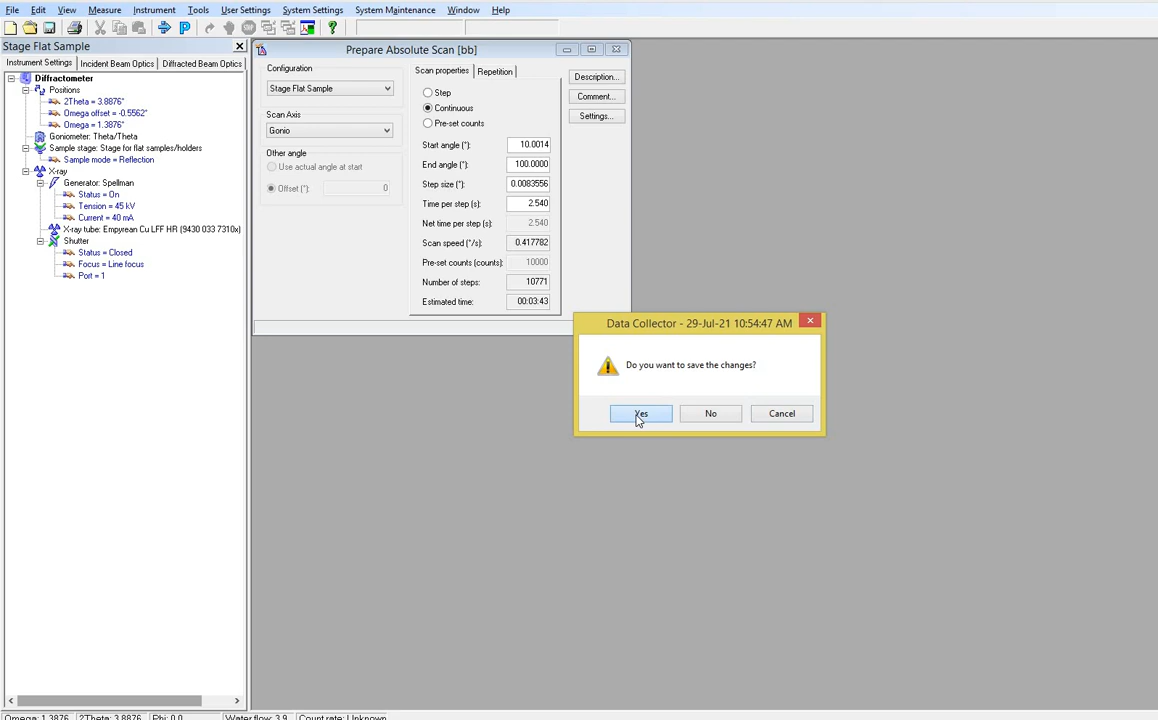 File Edit View Measure Instrument Tools User Settings System Settings System Maintenance Window Help
Stage Flat Sample
Instrument Settings Incident Beam Optics Diffracted Beam Optics
Diffractometer
Positions
2Theta = 3.8876°
Omega offset = -0.5562°
Omega = 1.3876°
Goniometer: Theta/Theta
Sample stage: Stage for flat samples/holders
Sample mode = Reflection
X-ray
Generator: Spellman
Status = On
Tension = 45 kV
Current = 40 mA
X-ray tube: Empyrean Cu LFF HR (9430 033 7310x)
Shutter
Status = Closed
Focus = Line focus
Port = 1
Prepare Absolute Scan [bb]
Configuration
Stage Flat Sample
Scan Axis
Gonio
Other angle
Use actual angle at start
Offset (°): 0
Scan properties Repetition
Step
Continuous
Pre-set counts
Start angle (°): 10.0014
End angle (°): 100.0000
Step size (°): 0.0083556
Time per step (s): 2.540
Net time per step (s): 2.540
Scan speed (°/s): 0.417782
Pre-set counts (counts): 10000
Number of steps: 10771
Estimated time: 00:03:43
Description...
Comment...
Settings...
Data Collector - 29-Jul-21 10:54:47 AM
Do you want to save the changes?
Yes No Cancel
Omega: 1.3876 2Theta: 3.8876 Phi: 0.0 Water flow: 3.9 Count rate: Unknown